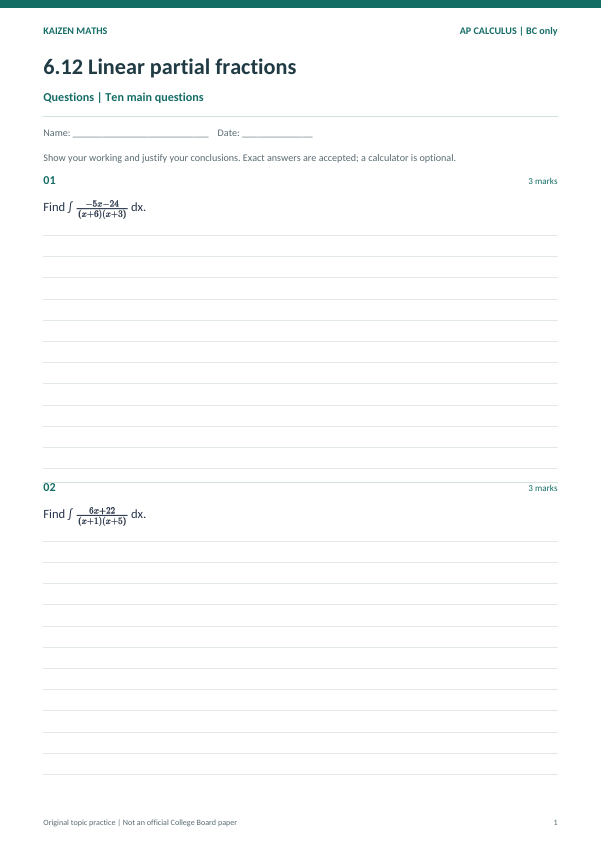 KAIZEN MATHS
AP CALCULUS | BC only
6.12 Linear partial fractions
Questions | Ten main questions
Name: ____________________________ Date: ______________
Show your working and justify your conclusions. Exact answers are accepted; a calculator is optional.
01
3 marks
Find ∫ (−5x−24)/((x+6)(x+3)) dx.
02
3 marks
Find ∫ (6x+22)/((x+1)(x+5)) dx.
Original topic practice | Not an official College Board paper
1